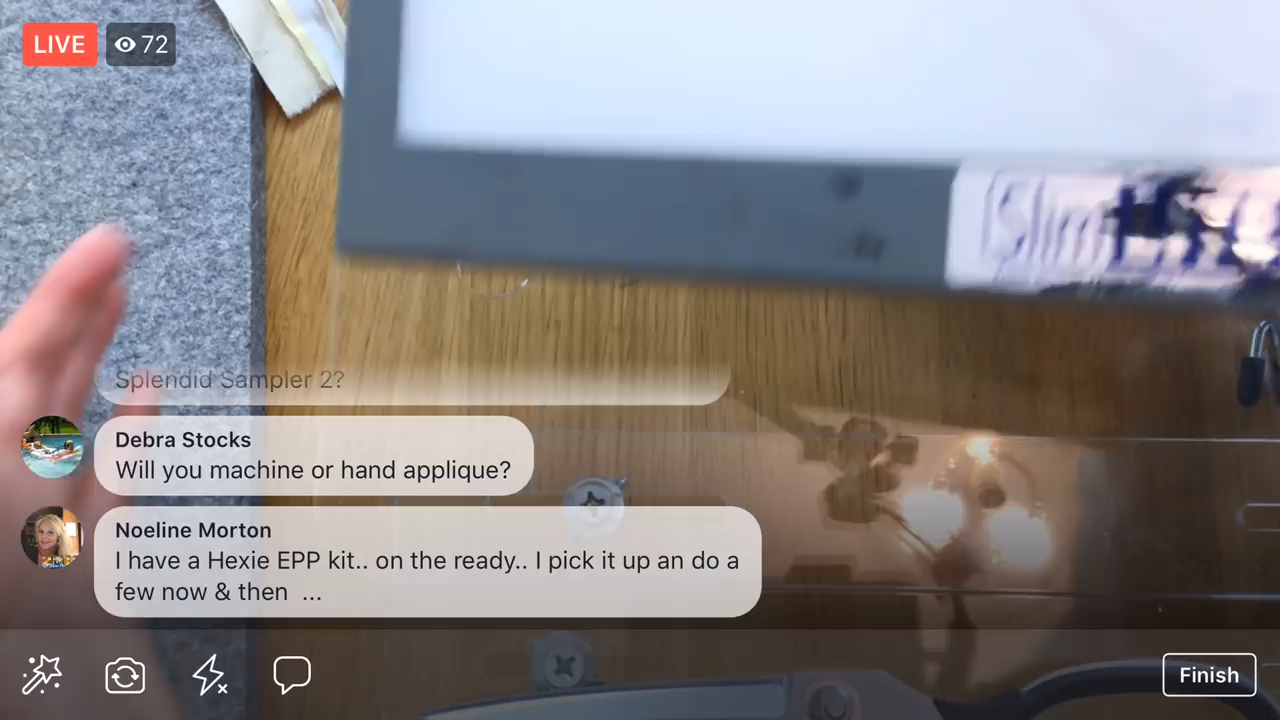 LIVE
72
Splendid Sampler 2?
Debra Stocks
Will you machine or hand applique?
Noeline Morton
I have a Hexie EPP kit.. on the ready.. I pick it up an do a
few now & then ...
Slim
Finish